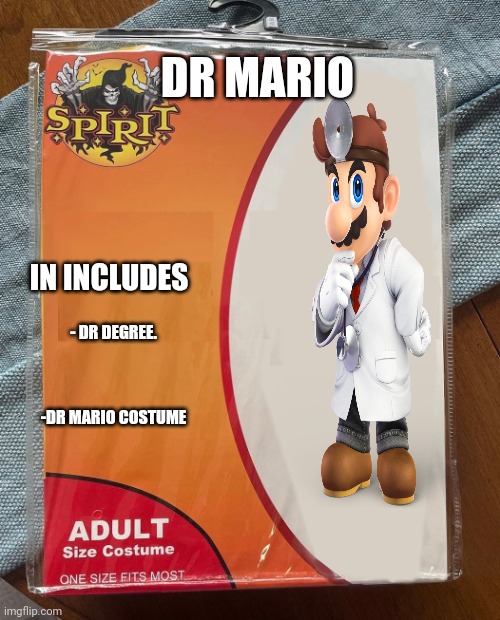 DR MARIO
SPIRIT
IN INCLUDES
- DR DEGREE.
-DR MARIO COSTUME
ADULT
Size Costume
ONE SIZE FITS MOST
imgflip.com